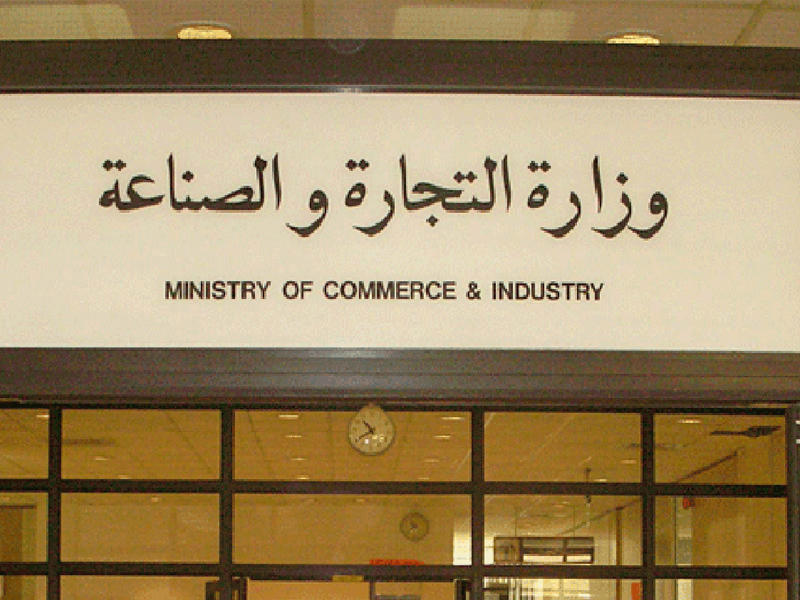 وزارة التجارة و الصناعة
MINISTRY OF COMMERCE & INDUSTRY